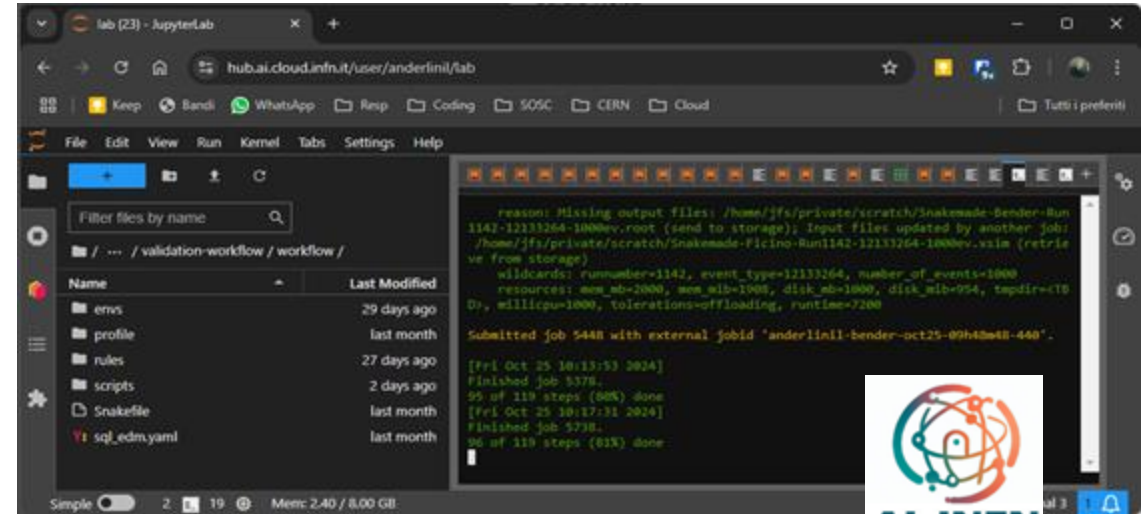 lab (23) - JupyterLab
hub.ai.cloud.infn.it/user/anderlinil/lab
Keep Bandi WhatsApp Resp Coding SOSC CERN Cloud Tutti i preferiti
File Edit View Run Kernel Tabs Settings Help
Filter files by name
/ ··· / validation-workflow / workflow /
Name Last Modified
envs 29 days ago
profile last month
rules 27 days ago
scripts 2 days ago
Snakefile last month
sql_edm.yaml last month
reason: Missing output files: /home/jfs/private/scratch/Snakemade-Bender-Run
1142-12133264-1000ev.root (send to storage); Input files updated by another job:
/home/jfs/private/scratch/Snakemade-Ficino-Run1142-12133264-1000ev.xsim (retrie
ve from storage)
wildcards: runnumber=1142, event_type=12133264, number_of_events=1000
resources: mem_mb=2000, mem_mib=1908, disk_mb=1000, disk_mib=954, tmpdir=<TB
D>, millicpu=1000, tolerations=offloading, runtime=7200
Submitted job 5448 with external jobid 'anderlinil-bender-oct25-09h48m48-440'.
[Fri Oct 25 10:13:53 2024]
Finished job 5378.
95 of 119 steps (80%) done
[Fri Oct 25 10:17:31 2024]
Finished job 5738.
96 of 119 steps (81%) done
Simple 2 19 Mem: 2.40 / 8.00 GB